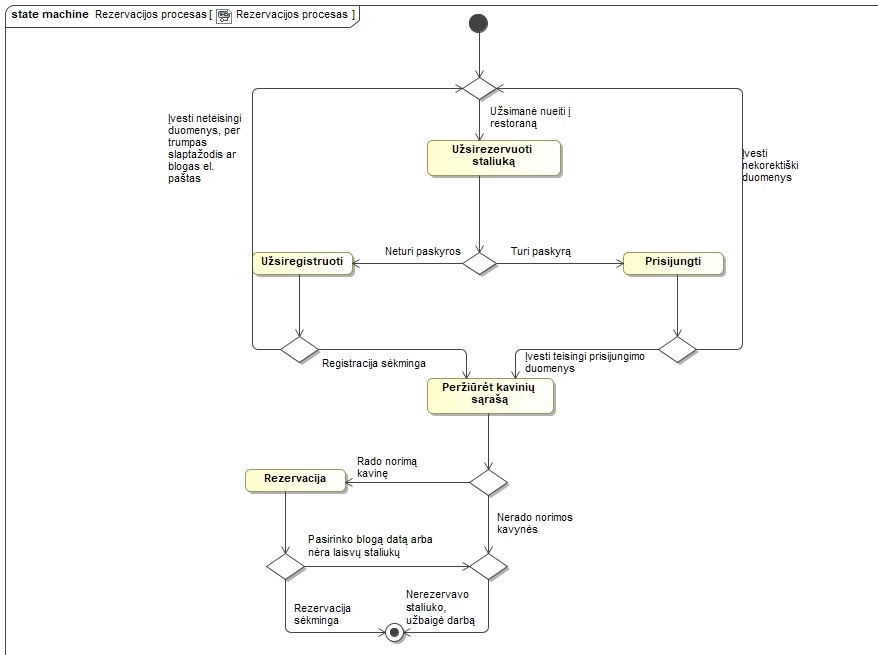 state machine Rezervacijos procesas [ Rezervacijos procesas ]
Užsimanė nueiti į
restoraną
Įvesti neteisingi
duomenys, per
trumpas
slaptažodis ar
blogas el.
paštas
Užsirezervuoti
staliuką
Įvesti
nekorektiški
duomenys
Neturi paskyros
Turi paskyrą
Užsiregistruoti
Prisijungti
Registracija sėkminga
Įvesti teisingi prisijungimo
duomenys
Peržiūrėt kavinių
sąrašą
Rado norimą
kavinę
Rezervacija
Nerado norimos
kavynės
Pasirinko blogą datą arba
nėra laisvų staliukų
Rezervacija
sėkminga
Nerezervavo
staliuko,
užbaigė darbą